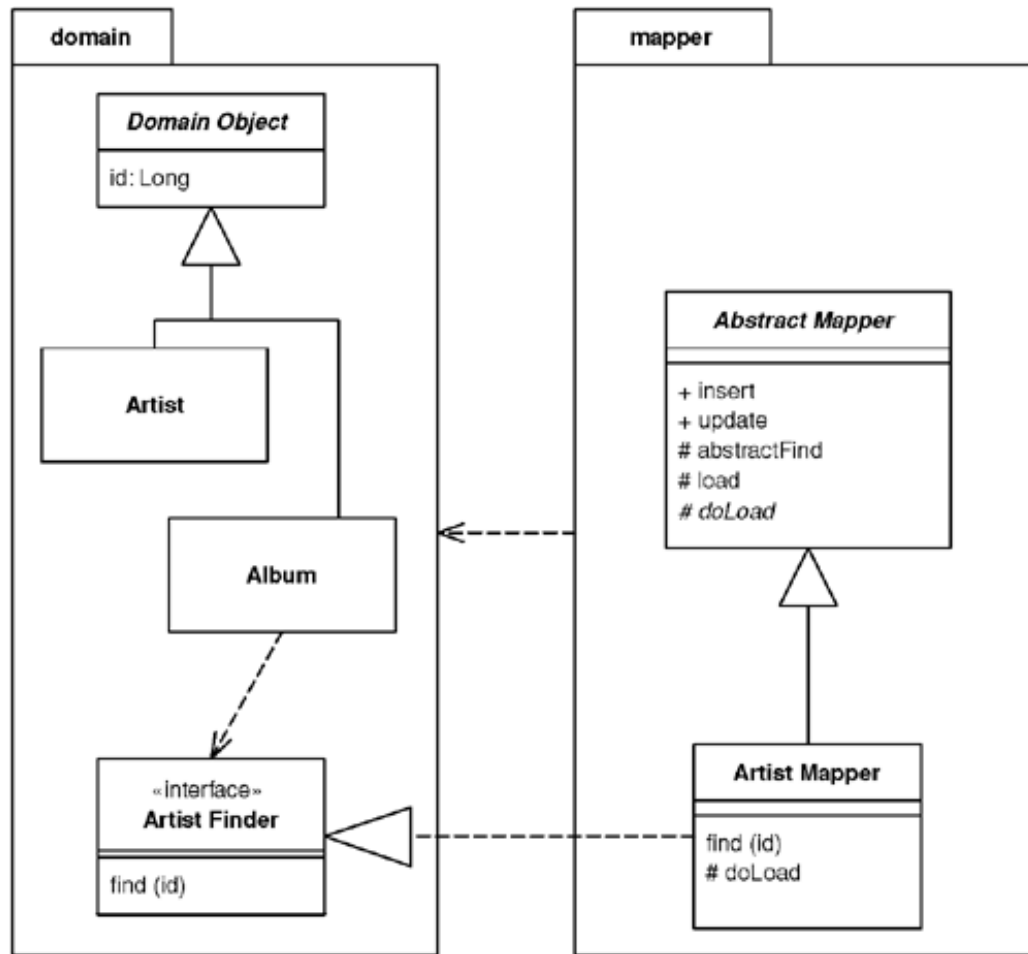 domain
Domain Object
id: Long
Artist
Album
«interface»
Artist Finder
find (id)
mapper
Abstract Mapper
+ insert
+ update
# abstractFind
# load
# doLoad
Artist Mapper
find (id)
# doLoad